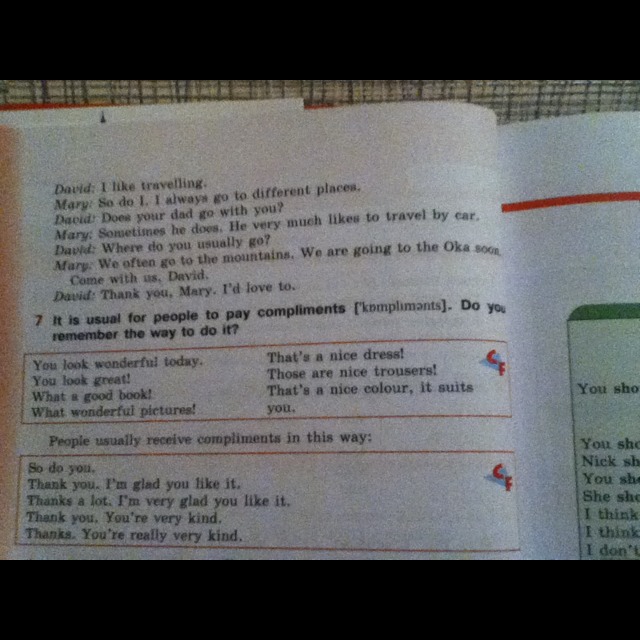 David: I like travelling.
Mary: So do I. I always go to different places.
David: Does your dad go with you?
Mary: Sometimes he does. He very much likes to travel by car.
David: Where do you usually go?
Mary: We often go to the mountains. We are going to the Oka soon.
Come with us, David.
David: Thank you, Mary. I'd love to.
7 It is usual for people to pay compliments ['kɒmplɪmənts]. Do you
remember the way to do it?
You look wonderful today.
You look great!
What a good book!
What wonderful pictures!
That's a nice dress!
Those are nice trousers!
That's a nice colour, it suits
you.
People usually receive compliments in this way:
So do you.
Thank you. I'm glad you like it.
Thanks a lot. I'm very glad you like it.
Thank you. You're very kind.
Thanks. You're really very kind.
You sho
You sho
Nick sh
You sh
She sh
I think
I think
I don't